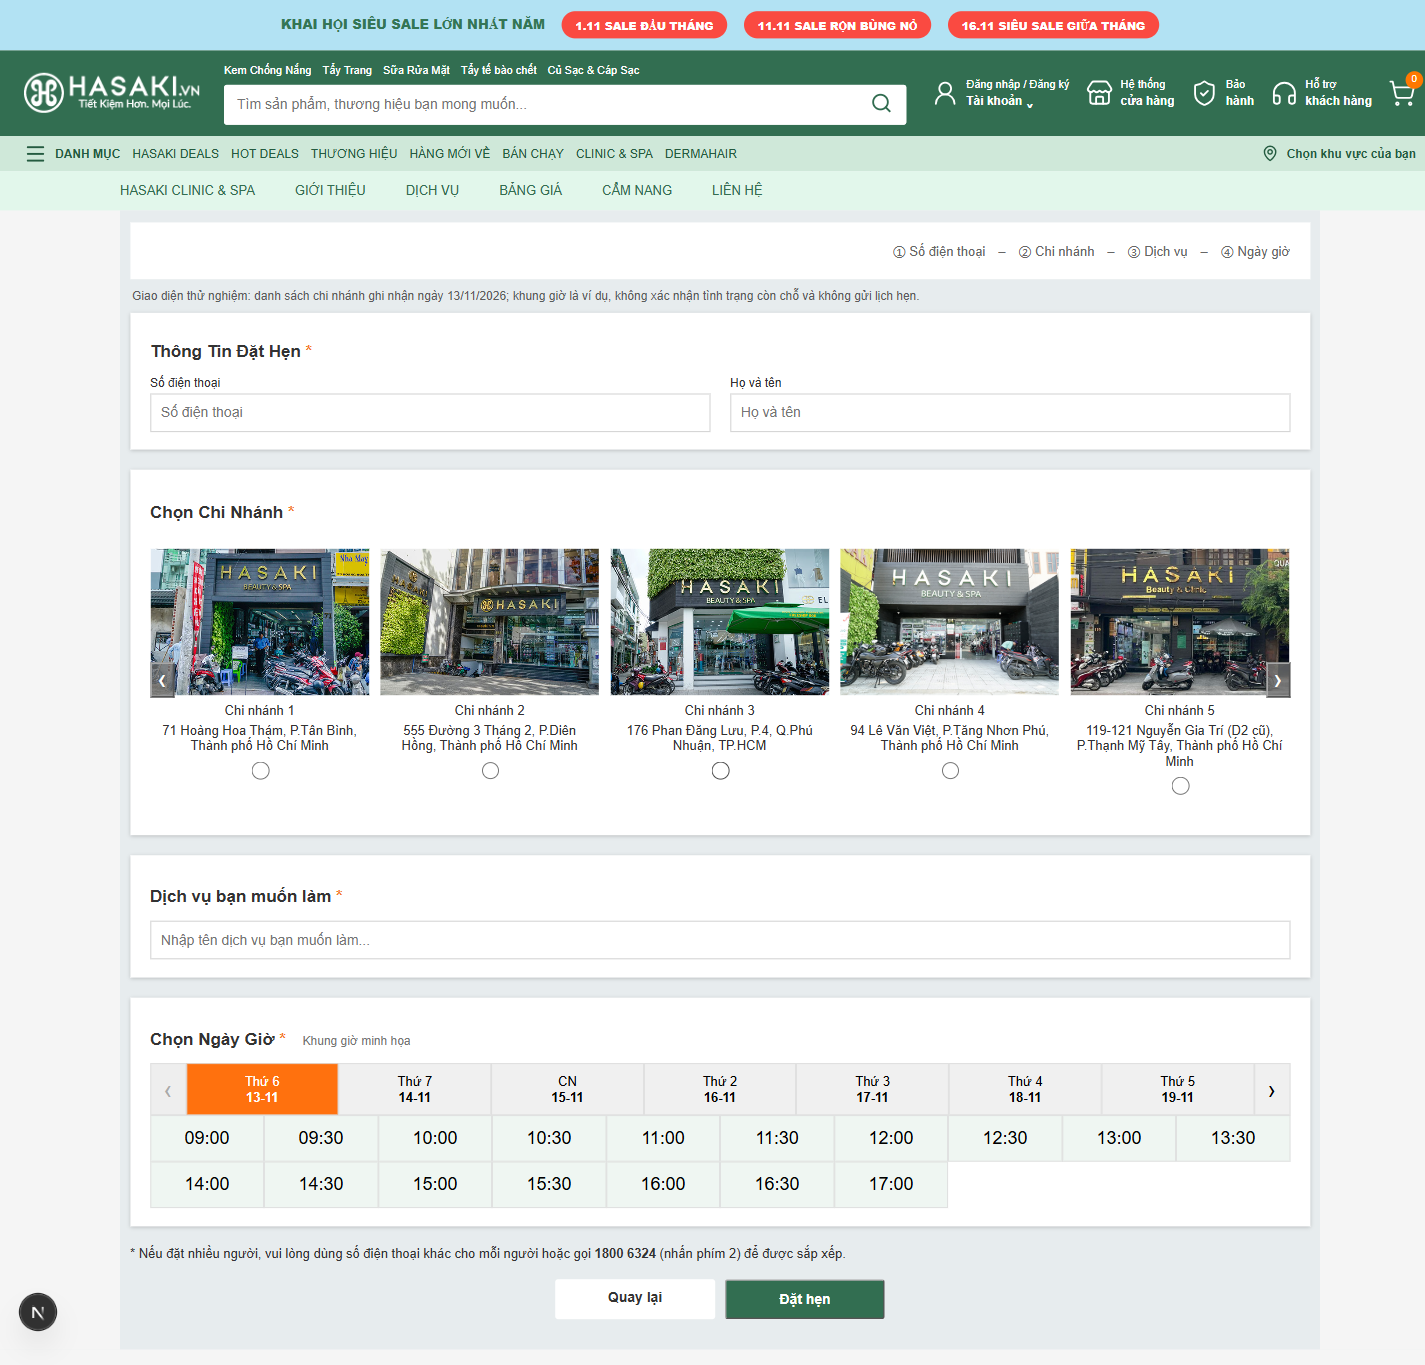 KHAI HỘI SIÊU SALE LỚN NHẤT NĂM
1.11 SALE ĐẦU THÁNG
11.11 SALE RỘN BÙNG NỔ
16.11 SIÊU SALE GIỮA THÁNG
HASAKI.VN
Tiết Kiệm Hơn. Mọi Lúc.
Kem Chống Nắng Tẩy Trang Sữa Rửa Mặt Tẩy tế bào chết Củ Sạc & Cáp Sạc
Tìm sản phẩm, thương hiệu bạn mong muốn...
Đăng nhập / Đăng ký
Tài khoản
Hệ thống
cửa hàng
Bảo
hành
Hỗ trợ
khách hàng
0
DANH MỤC HASAKI DEALS HOT DEALS THƯƠNG HIỆU HÀNG MỚI VỀ BÁN CHẠY CLINIC & SPA DERMAHAIR
Chọn khu vực của bạn
HASAKI CLINIC & SPA GIỚI THIỆU DỊCH VỤ BẢNG GIÁ CẨM NANG LIÊN HỆ
① Số điện thoại – ② Chi nhánh – ③ Dịch vụ – ④ Ngày giờ
Giao diện thử nghiệm: danh sách chi nhánh ghi nhận ngày 13/11/2026; khung giờ là ví dụ, không xác nhận tình trạng còn chỗ và không gửi lịch hẹn.
Thông Tin Đặt Hẹn *
Số điện thoại
Họ và tên
Số điện thoại
Họ và tên
Chọn Chi Nhánh *
HASAKI
BEAUTY & SPA
Nha May
HASAKI
HASAKI
BEAUTY & SPA
EL
HASAKI
BEAUTY & SPA
HASAKI
Beauty & Clinic
QUA
❮
❯
Chi nhánh 1
71 Hoàng Hoa Thám, P.Tân Bình,
Thành phố Hồ Chí Minh
Chi nhánh 2
555 Đường 3 Tháng 2, P.Diên
Hồng, Thành phố Hồ Chí Minh
Chi nhánh 3
176 Phan Đăng Lưu, P.4, Q.Phú
Nhuận, TP.HCM
Chi nhánh 4
94 Lê Văn Việt, P.Tăng Nhơn Phú,
Thành phố Hồ Chí Minh
Chi nhánh 5
119-121 Nguyễn Gia Trí (D2 cũ),
P.Thạnh Mỹ Tây, Thành phố Hồ Chí
Minh
Dịch vụ bạn muốn làm *
Nhập tên dịch vụ bạn muốn làm...
Chọn Ngày Giờ * Khung giờ minh họa
❮
Thứ 6
13-11
Thứ 7
14-11
CN
15-11
Thứ 2
16-11
Thứ 3
17-11
Thứ 4
18-11
Thứ 5
19-11
❯
09:00 09:30 10:00 10:30 11:00 11:30 12:00 12:30 13:00 13:30
14:00 14:30 15:00 15:30 16:00 16:30 17:00
* Nếu đặt nhiều người, vui lòng dùng số điện thoại khác cho mỗi người hoặc gọi 1800 6324 (nhấn phím 2) để được sắp xếp.
Quay lại
Đặt hẹn
N